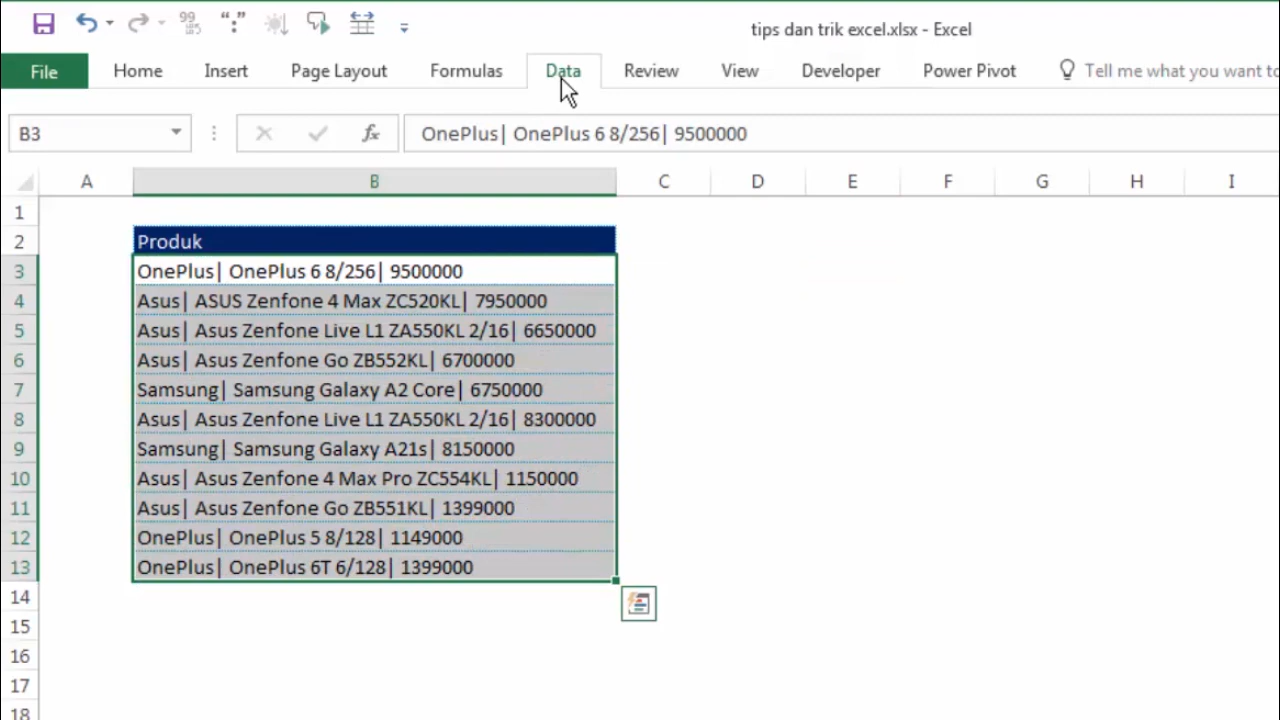 tips dan trik excel.xlsx - Excel
File Home Insert Page Layout Formulas Data Review View Developer Power Pivot Tell me what you want to
B3 fx OnePlus| OnePlus 6 8/256| 9500000
A B C D E F G H I
1
2 Produk
3 OnePlus| OnePlus 6 8/256| 9500000
4 Asus| ASUS Zenfone 4 Max ZC520KL| 7950000
5 Asus| Asus Zenfone Live L1 ZA550KL 2/16| 6650000
6 Asus| Asus Zenfone Go ZB552KL| 6700000
7 Samsung| Samsung Galaxy A2 Core| 6750000
8 Asus| Asus Zenfone Live L1 ZA550KL 2/16| 8300000
9 Samsung| Samsung Galaxy A21s| 8150000
10 Asus| Asus Zenfone 4 Max Pro ZC554KL| 1150000
11 Asus| Asus Zenfone Go ZB551KL| 1399000
12 OnePlus| OnePlus 5 8/128| 1149000
13 OnePlus| OnePlus 6T 6/128| 1399000
14
15
16
17
18